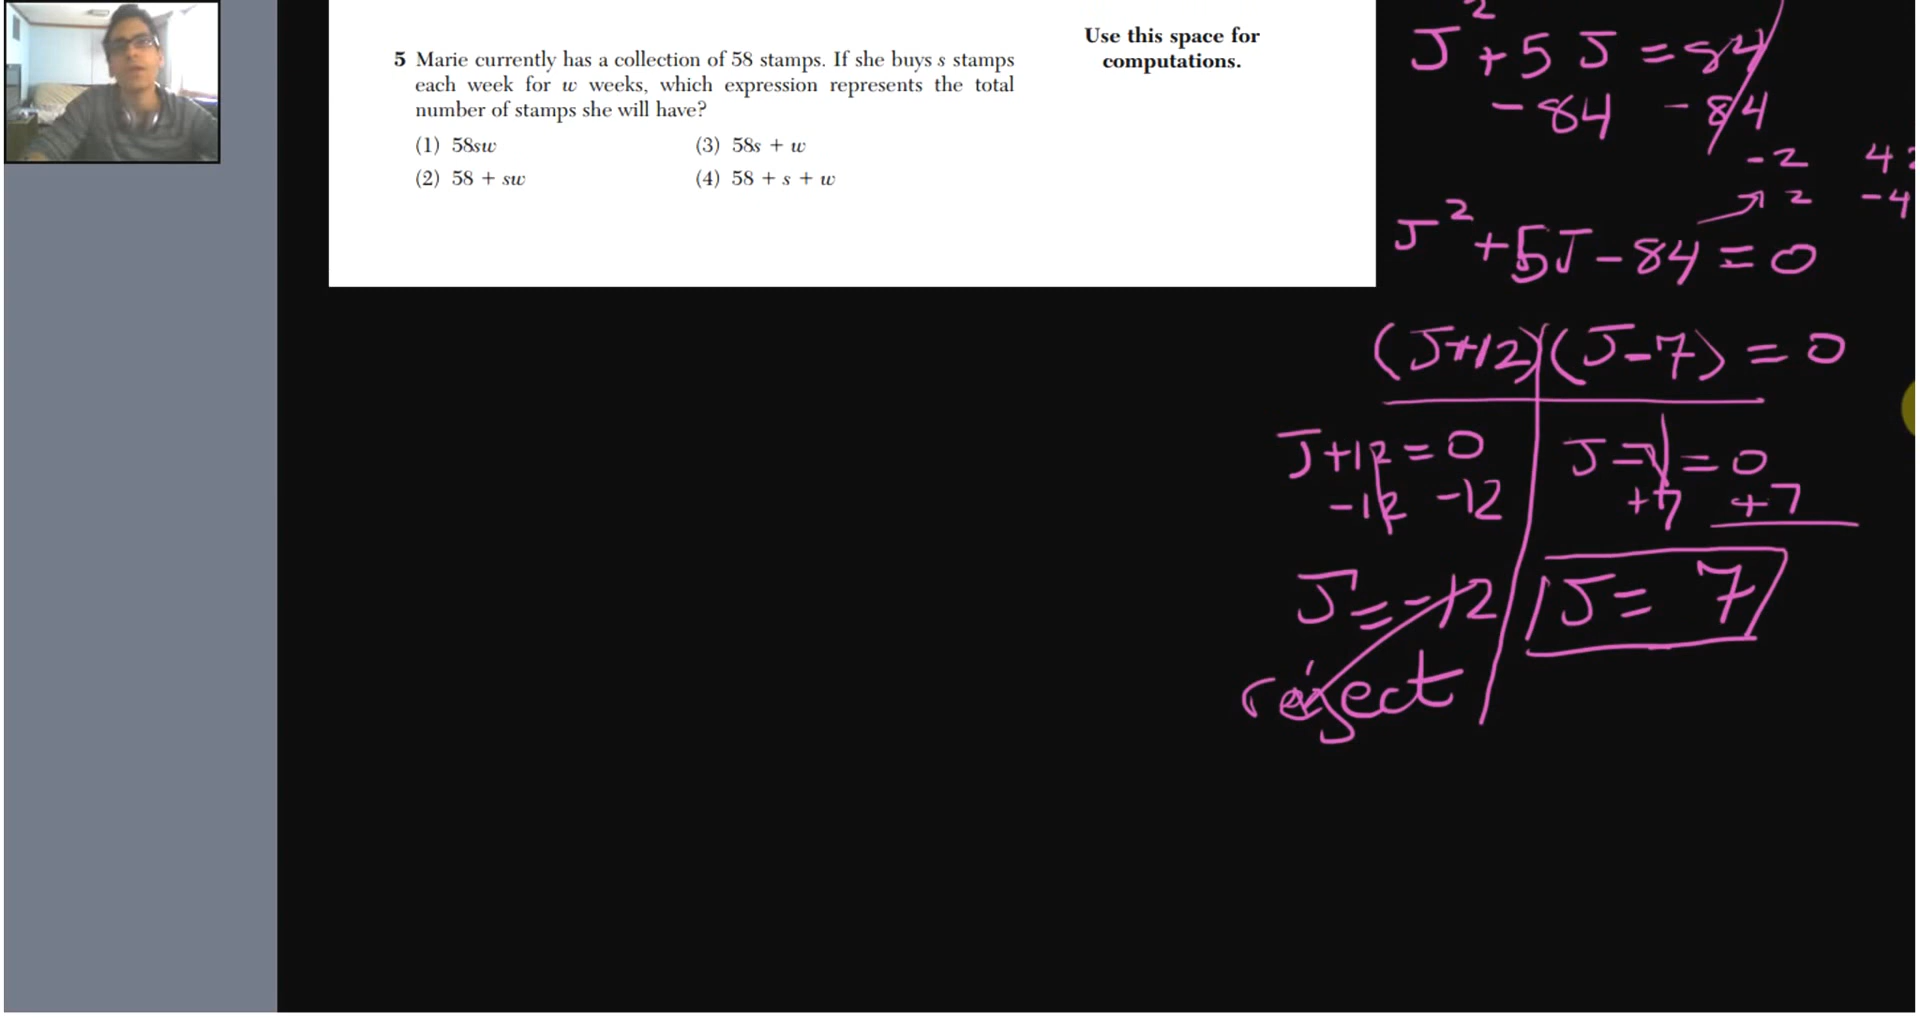 5 Marie currently has a collection of 58 stamps. If she buys s stamps
each week for w weeks, which expression represents the total
number of stamps she will have?
(1) 58sw
(3) 58s + w
(2) 58 + sw
(4) 58 + s + w
Use this space for
computations.
J² + 5 J = 84
- 84 - 84
-2 4
2 -4
J² + 5J - 84 = 0
(J+12)(J-7) = 0
J+12 = 0
-12 -12
J = -12
reject
J-7 = 0
+7 +7
J = 7